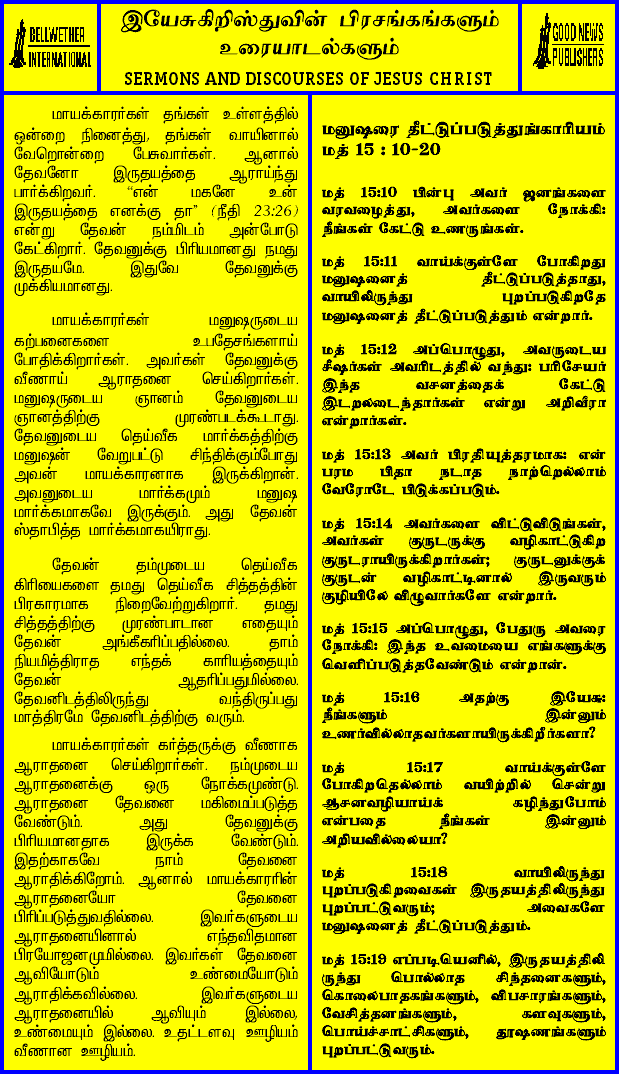 BELLWETHER
INTERNATIONAL
இயேசுகிறிஸ்துவின் பிரசங்கங்களும்
உரையாடல்களும்
SERMONS AND DISCOURSES OF JESUS CHRIST
GOOD NEWS
PUBLISHERS
மாயக்காரர்கள் தங்கள் உள்ளத்தில்
ஒன்றை நினைத்து, தங்கள் வாயினால்
வேறொன்றை பேசுவார்கள். ஆனால்
தேவனோ இருதயத்தை ஆராய்ந்து
பார்க்கிறவர். “என் மகனே உன்
இருதயத்தை எனக்கு தா” (நீதி 23:26)
என்று தேவன் நம்மிடம் அன்போடு
கேட்கிறார். தேவனுக்கு பிரியமானது நமது
இருதயமே. இதுவே தேவனுக்கு
முக்கியமானது.
மாயக்காரர்கள் மனுஷருடைய
கற்பனைகளை உபதேசங்களாய்
போதிக்கிறார்கள். அவர்கள் தேவனுக்கு
வீணாய் ஆராதனை செய்கிறார்கள்.
மனுஷருடைய ஞானம் தேவனுடைய
ஞானத்திற்கு முரண்படக்கூடாது.
தேவனுடைய தெய்வீக மார்க்கத்திற்கு
மனுஷன் வேறுபட்டு சிந்திக்கும்போது
அவன் மாயக்காரனாக இருக்கிறான்.
அவனுடைய மார்க்கமும் மனுஷ
மார்க்கமாகவே இருக்கும். அது தேவன்
ஸ்தாபித்த மார்க்கமாகயிராது.
தேவன் தம்முடைய தெய்வீக
கிரியைகளை தமது தெய்வீக சித்தத்தின்
பிரகாரமாக நிறைவேற்றுகிறார். தமது
சித்தத்திற்கு முரண்பாடான எதையும்
தேவன் அங்கீகரிப்பதில்லை. தாம்
நியமித்திராத எந்தக் காரியத்தையும்
தேவன் ஆதரிப்பதுமில்லை.
தேவனிடத்திலிருந்து வந்திருப்பது
மாத்திரமே தேவனிடத்திற்கு வரும்.
மாயக்காரர்கள் கர்த்தருக்கு வீணாக
ஆராதனை செய்கிறார்கள். நம்முடைய
ஆராதனைக்கு ஒரு நோக்கமுண்டு.
ஆராதனை தேவனை மகிமைப்படுத்த
வேண்டும். அது தேவனுக்கு
பிரியமானதாக இருக்க வேண்டும்.
இதற்காகவே நாம் தேவனை
ஆராதிக்கிறோம். ஆனால் மாயக்காரரின்
ஆராதனையோ தேவனை
பிரிப்படுத்துவதில்லை. இவர்களுடைய
ஆராதனையினால் எந்தவிதமான
பிரயோஜனமுமில்லை. இவர்கள் தேவனை
ஆவியோடும் உண்மையோடும்
ஆராதிக்கவில்லை. இவர்களுடைய
ஆராதனையில் ஆவியும் இல்லை,
உண்மையும் இல்லை. உதட்டளவு ஊழியம்
வீணான ஊழியம்.
மனுஷரை தீட்டுப்படுத்துங்காரியம்
மத் 15 : 10-20
மத் 15:10 பின்பு அவர் ஜனங்களை
வரவழைத்து, அவர்களை நோக்கி:
நீங்கள் கேட்டு உணருங்கள்.
மத் 15:11 வாய்க்குள்ளே போகிறது
மனுஷனைத் தீட்டுப்படுத்தாது,
வாயிலிருந்து புறப்படுகிறதே
மனுஷனைத் தீட்டுப்படுத்தும் என்றார்.
மத் 15:12 அப்பொழுது, அவருடைய
சீஷர்கள் அவரிடத்தில் வந்து: பரிசேயர்
இந்த வசனத்தைக் கேட்டு
இடறலடைந்தார்கள் என்று அறிவீரா
என்றார்கள்.
மத் 15:13 அவர் பிரதியுத்தரமாக: என்
பரம பிதா நடாத நாற்றெல்லாம்
வேரோடே பிடுக்கப்படும்.
மத் 15:14 அவர்களை விட்டுவிடுங்கள்,
அவர்கள் குருடருக்கு வழிகாட்டுகிற
குருடராயிருக்கிறார்கள்; குருடனுக்குக்
குருடன் வழிகாட்டினால் இருவரும்
குழியிலே விழுவார்களே என்றார்.
மத் 15:15 அப்பொழுது, பேதுரு அவரை
நோக்கி: இந்த உவமையை எங்களுக்கு
வெளிப்படுத்தவேண்டும் என்றான்.
மத் 15:16 அதற்கு இயேசு:
நீங்களும் இன்னும்
உணர்வில்லாதவர்களாயிருக்கிறீர்களா?
மத் 15:17 வாய்க்குள்ளே
போகிறதெல்லாம் வயிற்றில் சென்று
ஆசனவழியாய்க் கழிந்துபோம்
என்பதை நீங்கள் இன்னும்
அறியவில்லையா?
மத் 15:18 வாயிலிருந்து
புறப்படுகிறவைகள் இருதயத்திலிருந்து
புறப்பட்டுவரும்; அவைகளே
மனுஷனைத் தீட்டுப்படுத்தும்.
மத் 15:19 எப்படியெனில், இருதயத்திலி
ருந்து பொல்லாத சிந்தனைகளும்,
கொலைபாதகங்களும், விபசாரங்களும்,
வேசித்தனங்களும், களவுகளும்,
பொய்ச்சாட்சிகளும், தூஷணங்களும்
புறப்பட்டுவரும்.